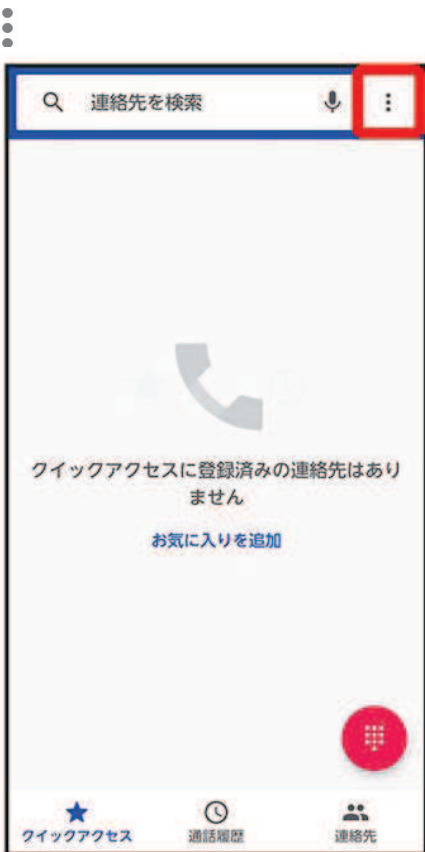 連絡先を検索
クイックアクセスに登録済みの連絡先はあり
ません
お気に入りを追加
クイックアクセス
通話履歴
連絡先